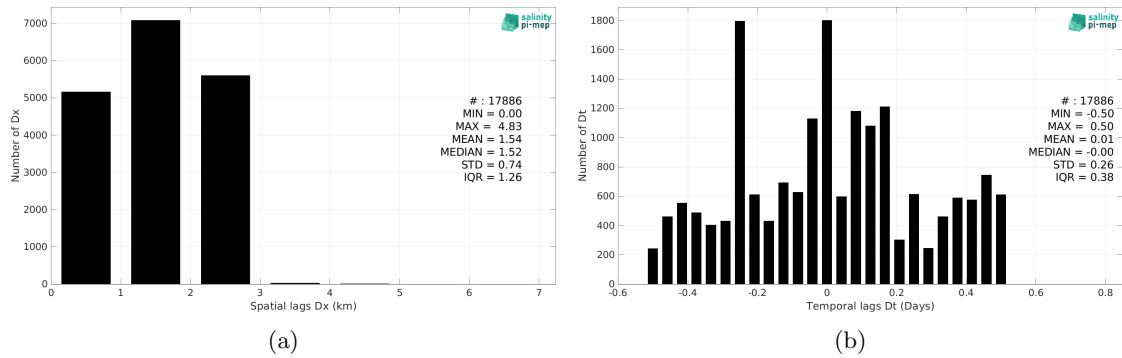 salinity
pi-mep
7000
6000
5000
4000
3000
2000
1000
0
Number of Dx
# : 17886
MIN = 0.00
MAX = 4.83
MEAN = 1.54
MEDIAN = 1.52
STD = 0.74
IQR = 1.26
0 1 2 3 4 5 6 7
Spatial lags Dx (km)
(a)
salinity
pi-mep
1800
1600
1400
1200
1000
800
600
400
200
0
Number of Dt
# : 17886
MIN = -0.50
MAX = 0.50
MEAN = 0.01
MEDIAN = -0.00
STD = 0.26
IQR = 0.38
-0.6 -0.4 -0.2 0 0.2 0.4 0.6 0.8
Temporal lags Dt (Days)
(b)